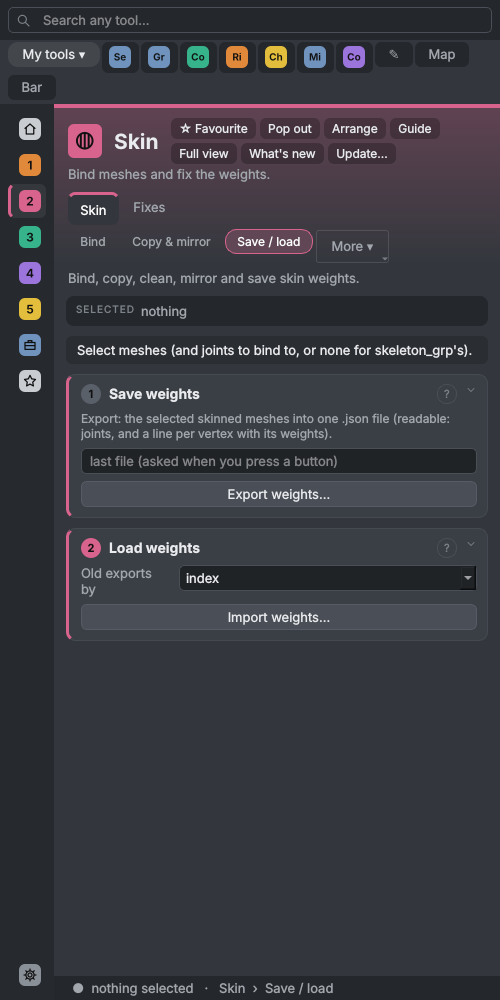 Search any tool...
My tools ▾ Se Gr Co Ri Ch Mi Co ✎ Map
Bar
Skin
☆ Favourite Pop out Arrange Guide
Full view What's new Update...
Bind meshes and fix the weights.
Skin Fixes
Bind Copy & mirror Save / load More ▾
Bind, copy, clean, mirror and save skin weights.
SELECTED nothing
Select meshes (and joints to bind to, or none for skeleton_grp's).
1 Save weights ?
Export: the selected skinned meshes into one .json file (readable:
joints, and a line per vertex with its weights).
last file (asked when you press a button)
Export weights...
2 Load weights ?
Old exports
by
index
Import weights...
1
2
3
4
5
nothing selected · Skin › Save / load